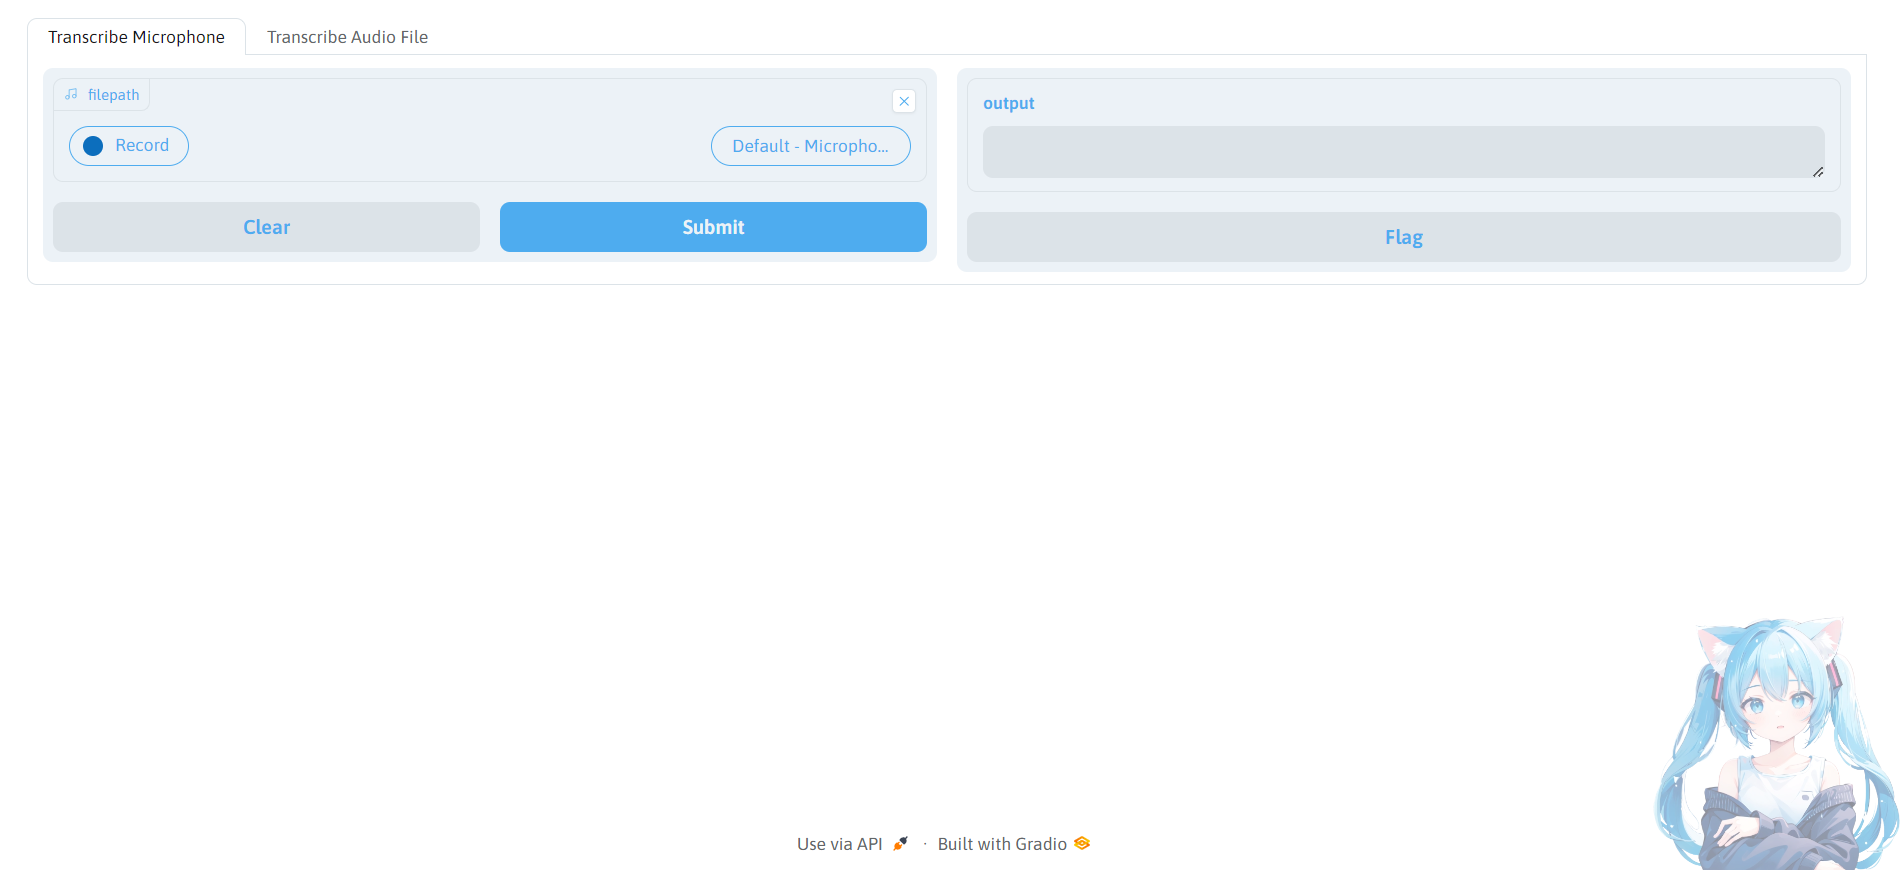 Transcribe Microphone
Transcribe Audio File
filepath
Record
Default - Micropho...
Clear
Submit
output
Flag
Use via API · Built with Gradio